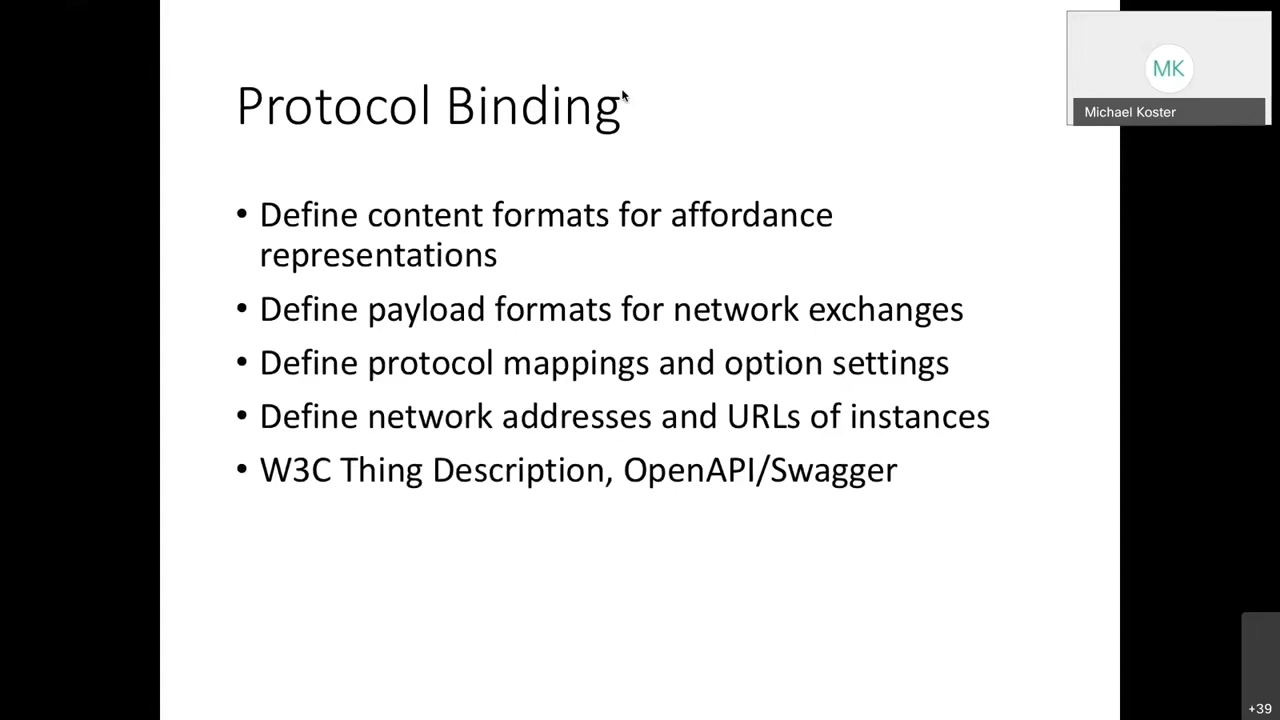 Protocol Binding
• Define content formats for affordance
representations
• Define payload formats for network exchanges
• Define protocol mappings and option settings
• Define network addresses and URLs of instances
• W3C Thing Description, OpenAPI/Swagger
MK
Michael Koster
+39